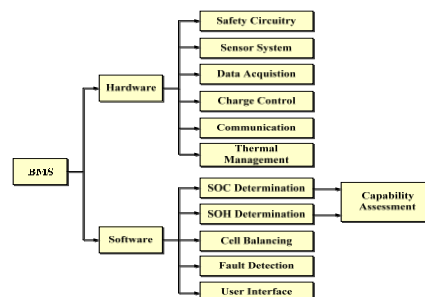 Safety Circuitry
Sensor System
Data Acquistion
Hardware
Charge Control
Communication
Thermal
Management
BMS
SOC Determination
Capability
Assessment
SOH Determination
Software
Cell Balancing
Fault Detection
User Interface